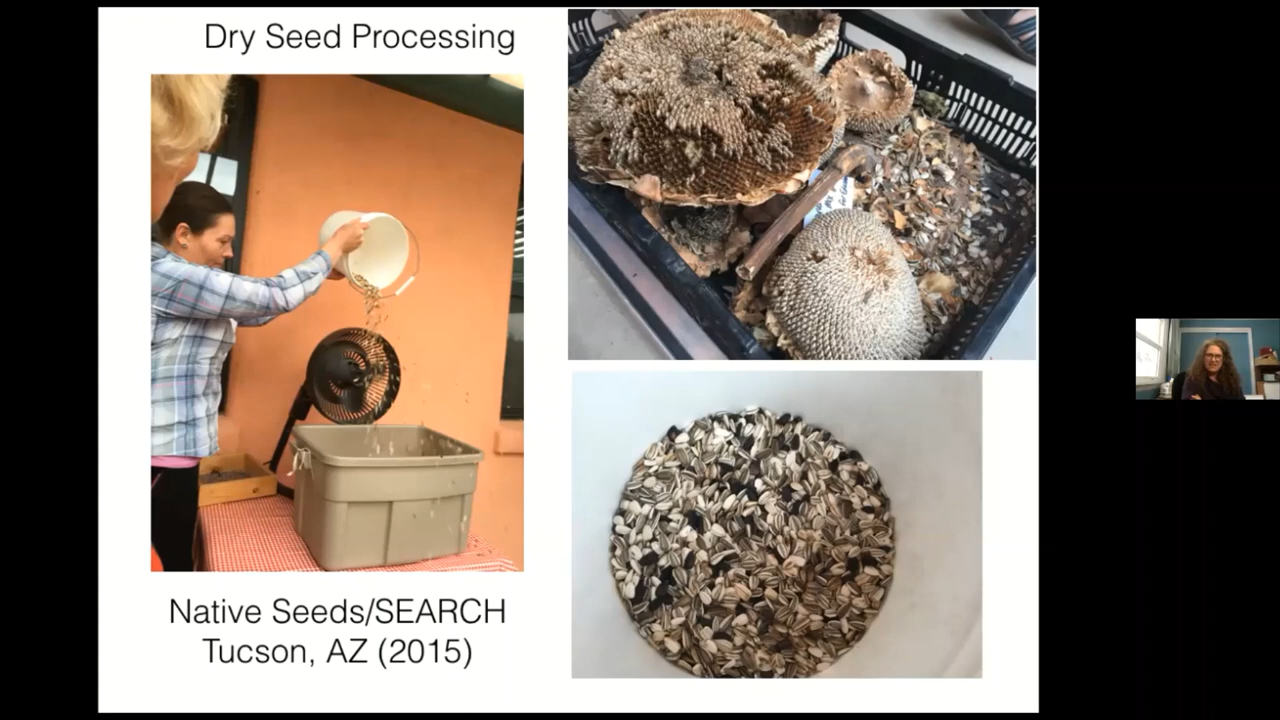 Dry Seed Processing
Native Seeds/SEARCH
Tucson, AZ (2015)